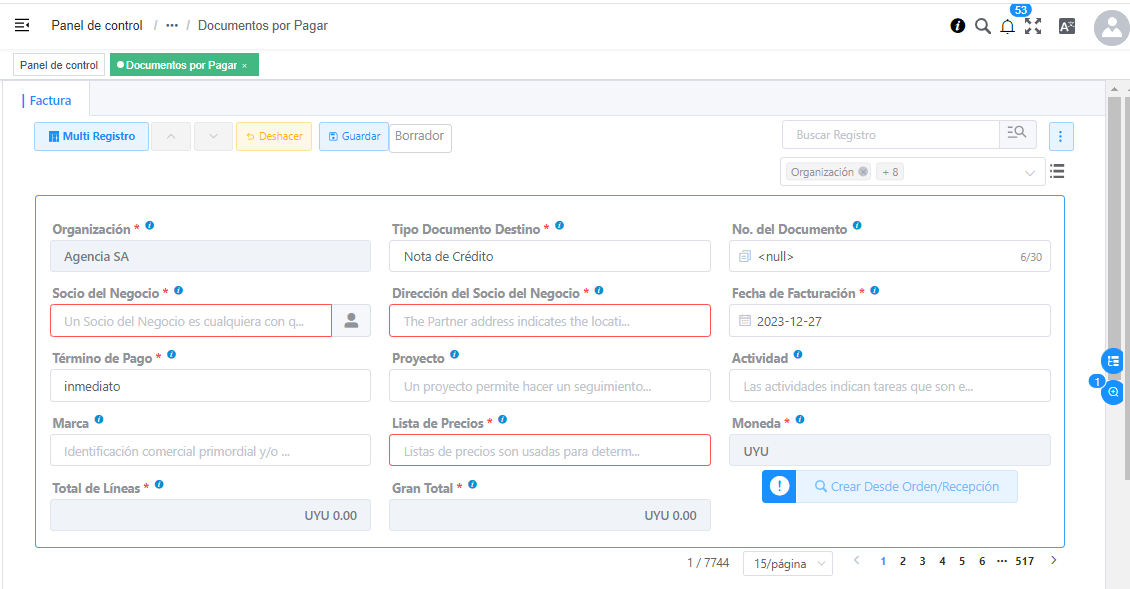 Panel de control / ··· / Documentos por Pagar
53
Panel de control
Documentos por Pagar ×
Factura
Multi Registro
Deshacer
Guardar
Borrador
Buscar Registro
Organización
+ 8
Organización *
Tipo Documento Destino *
No. del Documento
Agencia SA
Nota de Crédito
<null>
6/30
Socio del Negocio *
Dirección del Socio del Negocio *
Fecha de Facturación *
Un Socio del Negocio es cualquiera con q...
The Partner address indicates the locati...
2023-12-27
Término de Pago *
Proyecto
Actividad
inmediato
Un proyecto permite hacer un seguimiento...
Las actividades indican tareas que son e...
1
Marca
Lista de Precios *
Moneda *
Identificación comercial primordial y/o ...
Listas de precios son usadas para determ...
UYU
Total de Líneas *
Gran Total *
! Crear Desde Orden/Recepción
UYU 0.00
UYU 0.00
1 / 7744
15/página
< 1 2 3 4 5 6 ··· 517 >